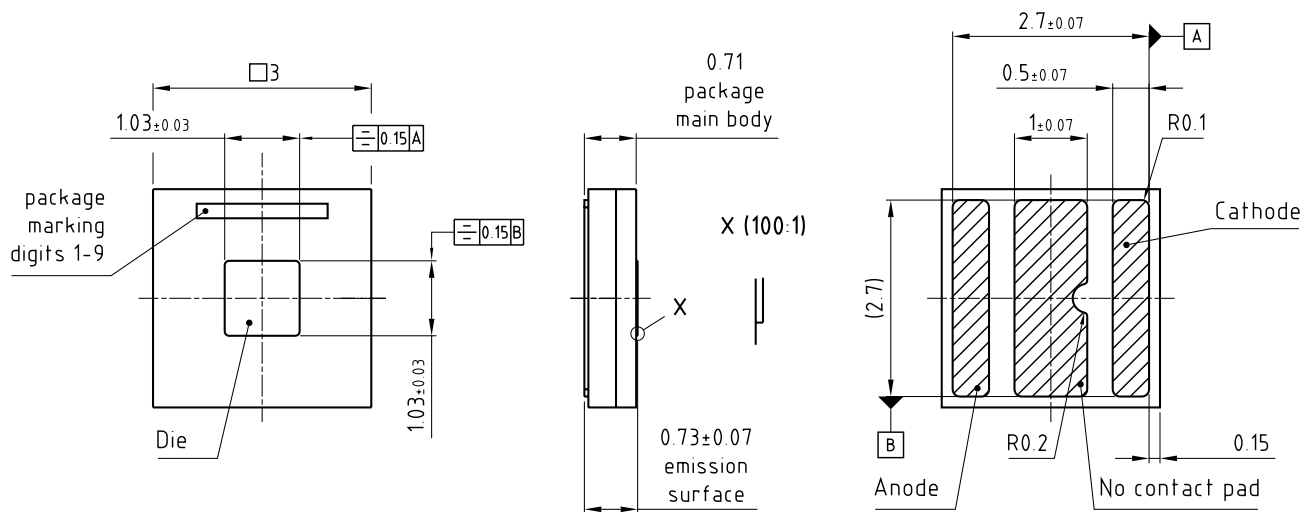 □3
1.03±0.03
0.15 A
package
marking
digits 1-9
0.15 B
1.03±0.03
Die
0.71
package
main body
X (100:1)
X
0.73±0.07
emission
surface
2.7±0.07
A
0.5±0.07
1±0.07
R0.1
Cathode
(2.7)
B
R0.2
0.15
Anode
No contact pad